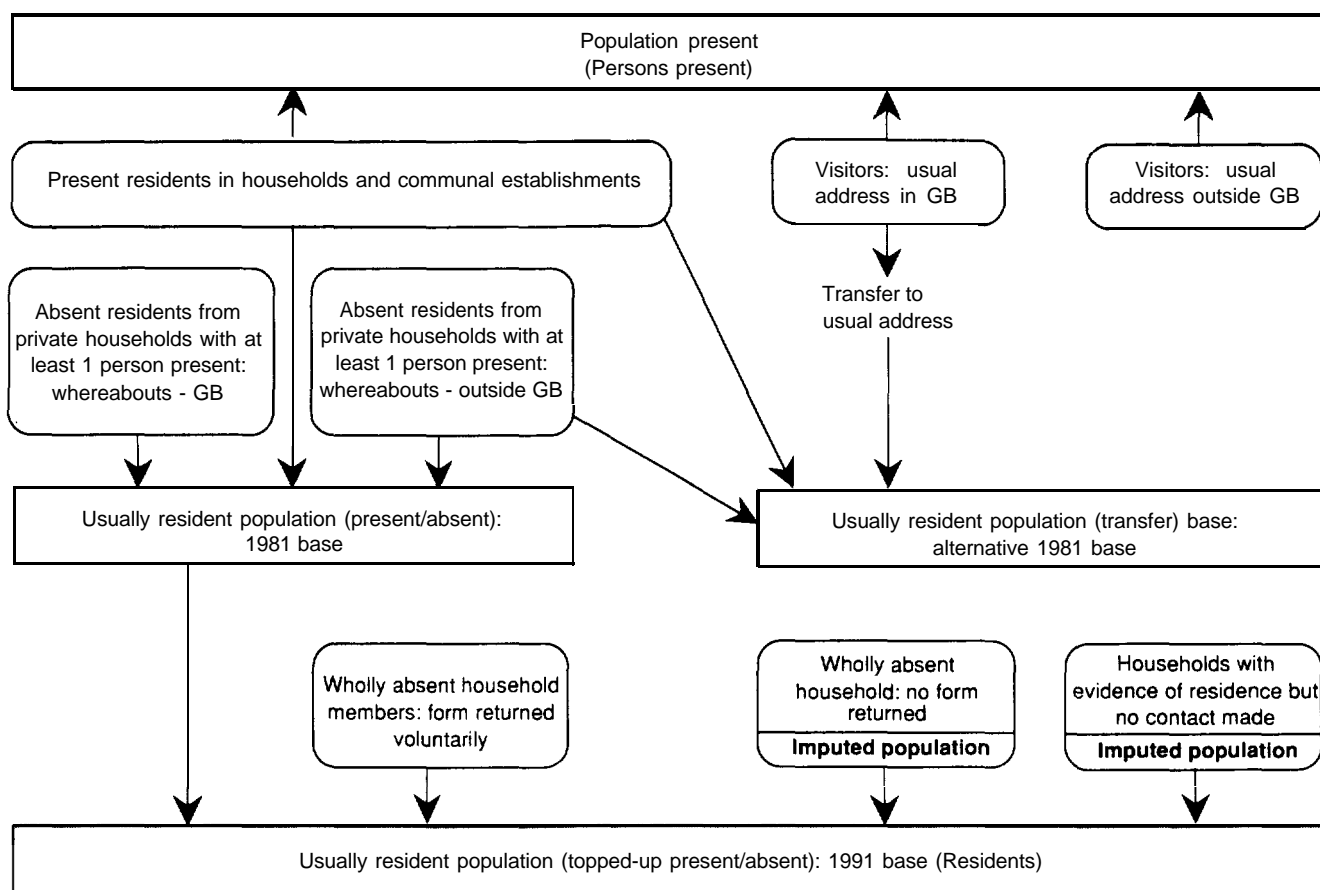 Population present
(Persons present)
Present residents in households and communal establishments
Visitors: usual
address in GB
Visitors: usual
address outside GB
Absent residents from
private households with at
least 1 person present:
whereabouts - GB
Absent residents from
private households with at
least 1 person present:
whereabouts - outside GB
Transfer to
usual address
Usually resident population (present/absent):
1981 base
Usually resident population (transfer) base:
alternative 1981 base
Wholly absent household
members: form returned
voluntarily
Wholly absent
household: no form
returned
Imputed population
Households with
evidence of residence but
no contact made
Imputed population
Usually resident population (topped-up present/absent): 1991 base (Residents)